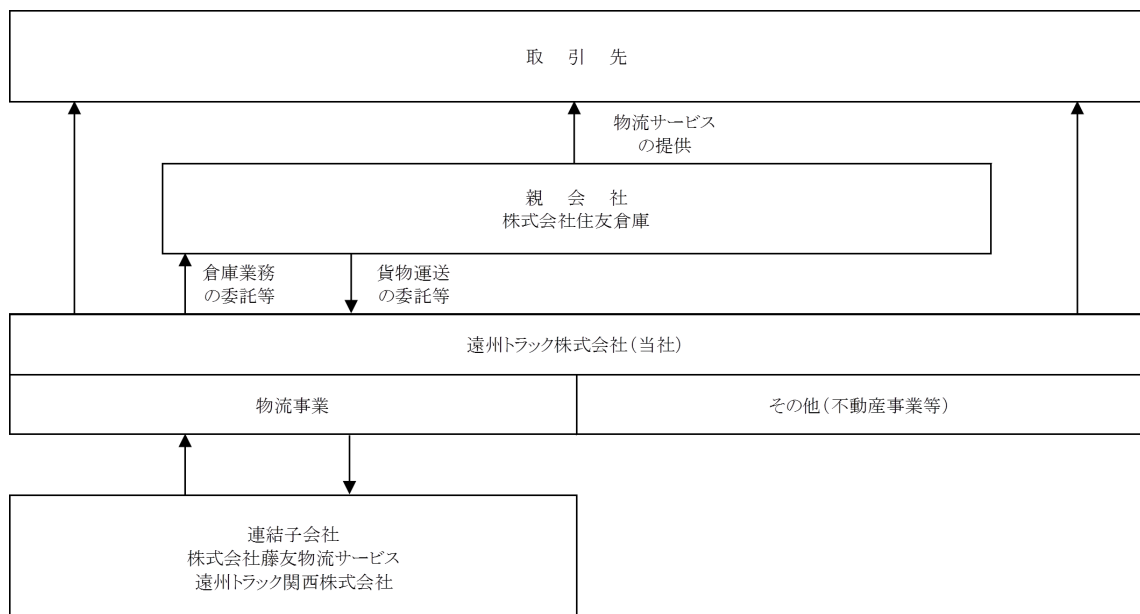 取 引 先
物流サービス
の提供
親 会 社
株式会社住友倉庫
倉庫業務
の委託等
貨物運送
の委託等
遠州トラック株式会社(当社)
物流事業
その他(不動産事業等)
連結子会社
株式会社藤友物流サービス
遠州トラック関西株式会社